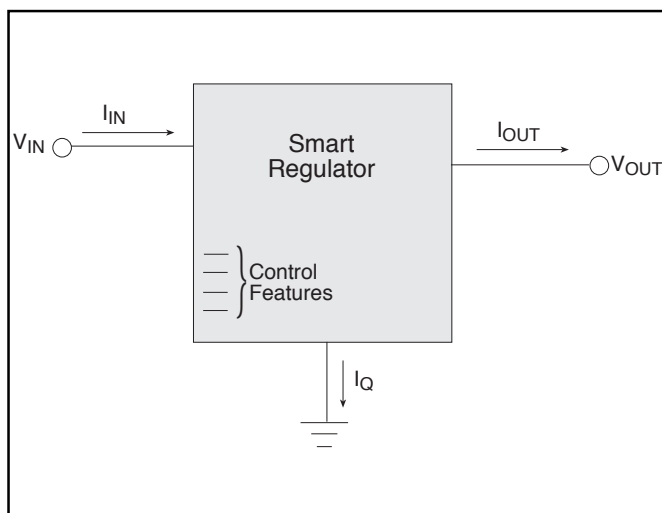 I_IN
V_IN
Smart
Regulator
I_OUT
V_OUT
Control
Features
I_Q